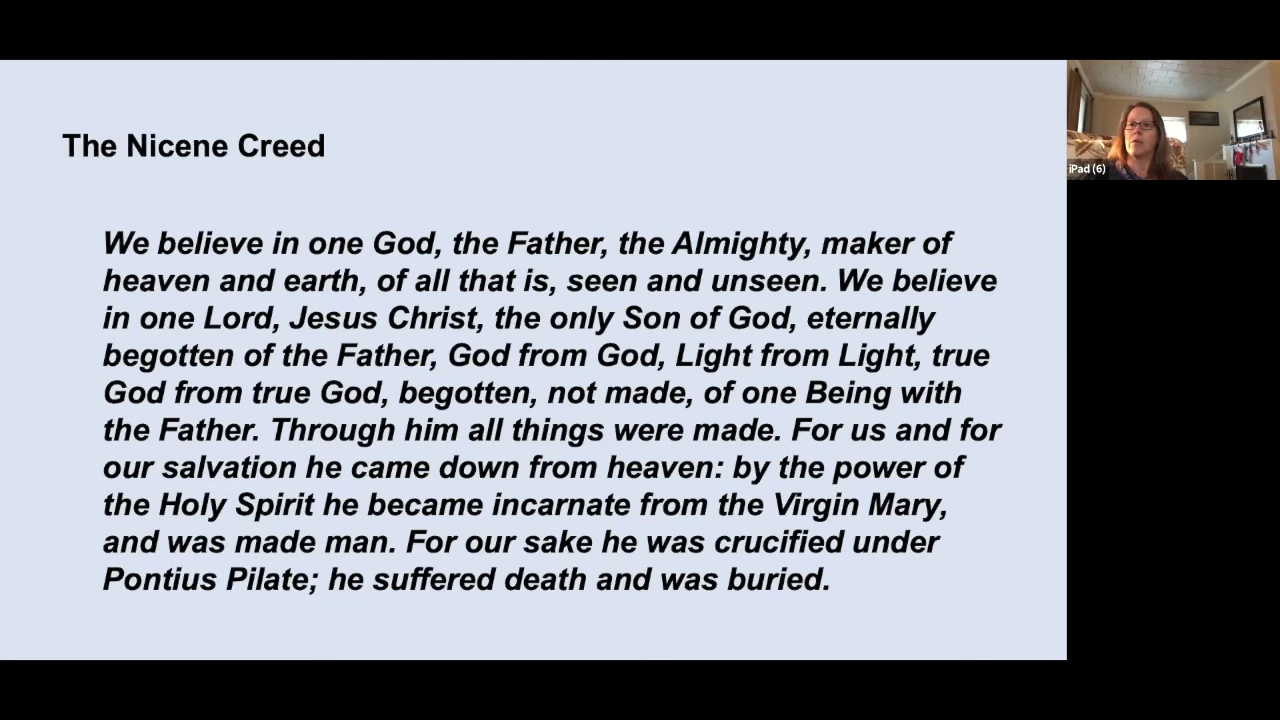 The Nicene Creed
We believe in one God, the Father, the Almighty, maker of
heaven and earth, of all that is, seen and unseen. We believe
in one Lord, Jesus Christ, the only Son of God, eternally
begotten of the Father, God from God, Light from Light, true
God from true God, begotten, not made, of one Being with
the Father. Through him all things were made. For us and for
our salvation he came down from heaven: by the power of
the Holy Spirit he became incarnate from the Virgin Mary,
and was made man. For our sake he was crucified under
Pontius Pilate; he suffered death and was buried.
iPad (6)